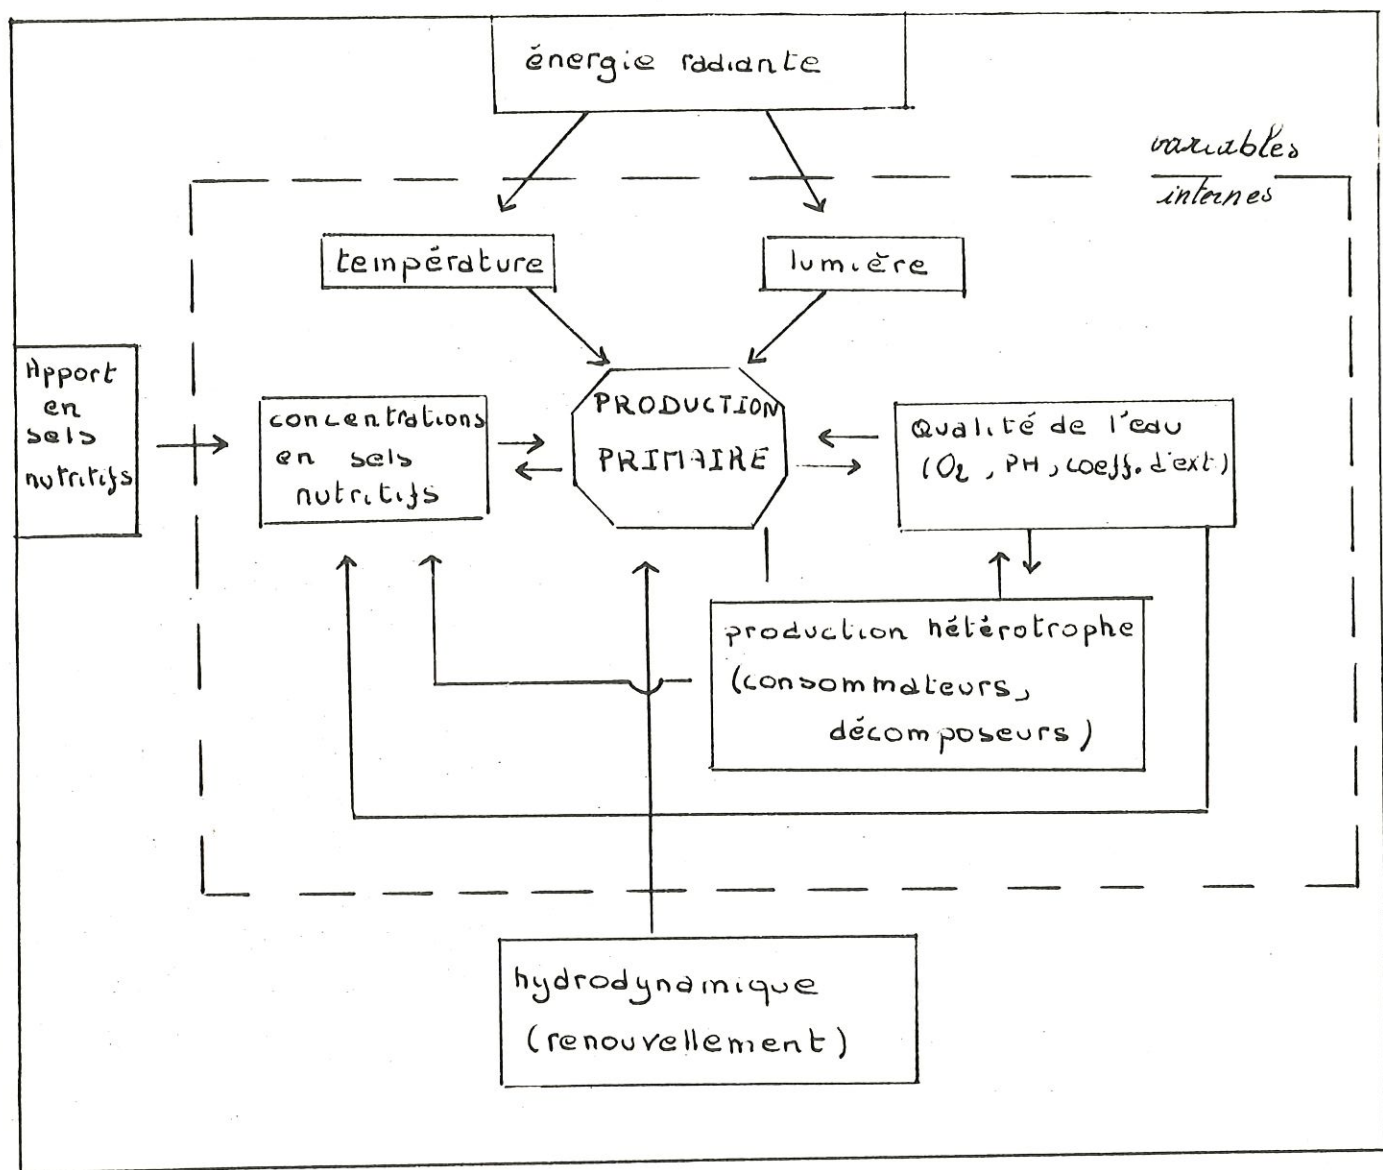 énergie radiante
variables
internes
température
lumière
Apport
en
sels
nutritifs
concentrations
en sels
nutritifs
PRODUCTION
PRIMAIRE
Qualité de l'eau
(O₂, PH, coeff. d'ext)
production hétérotrophe
(consommateurs,
décomposeurs)
hydrodynamique
(renouvellement)